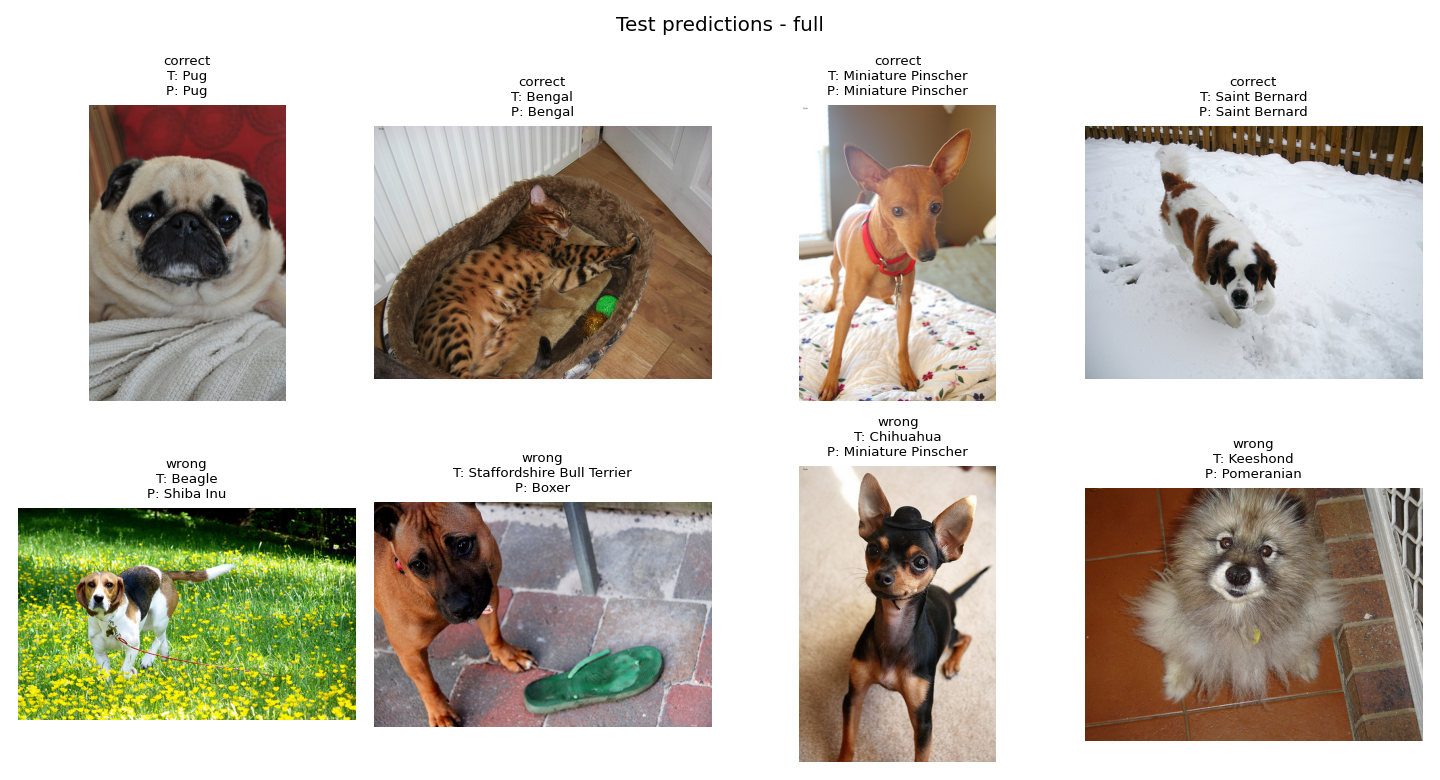 Test predictions - full
correct
T: Pug
P: Pug
correct
T: Bengal
P: Bengal
correct
T: Miniature Pinscher
P: Miniature Pinscher
correct
T: Saint Bernard
P: Saint Bernard
wrong
T: Beagle
P: Shiba Inu
wrong
T: Staffordshire Bull Terrier
P: Boxer
wrong
T: Chihuahua
P: Miniature Pinscher
wrong
T: Keeshond
P: Pomeranian